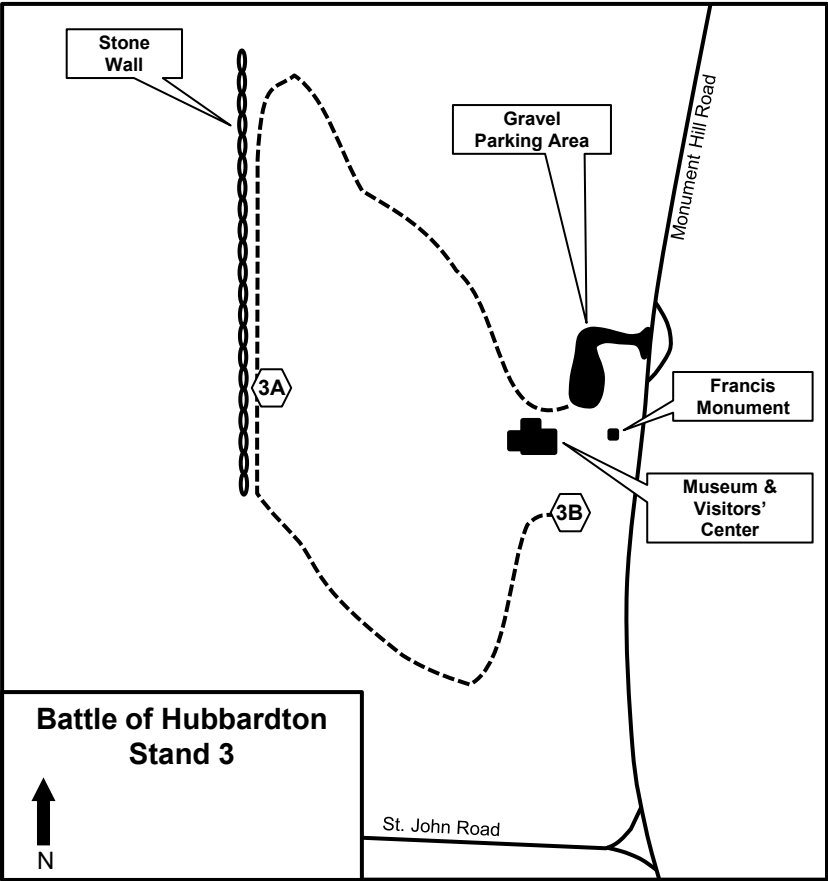 Stone
Wall
Gravel
Parking Area
Monument Hill Road
3A
Francis
Monument
Museum &
Visitors’
Center
3B
Battle of Hubbardton
Stand 3
N
St. John Road